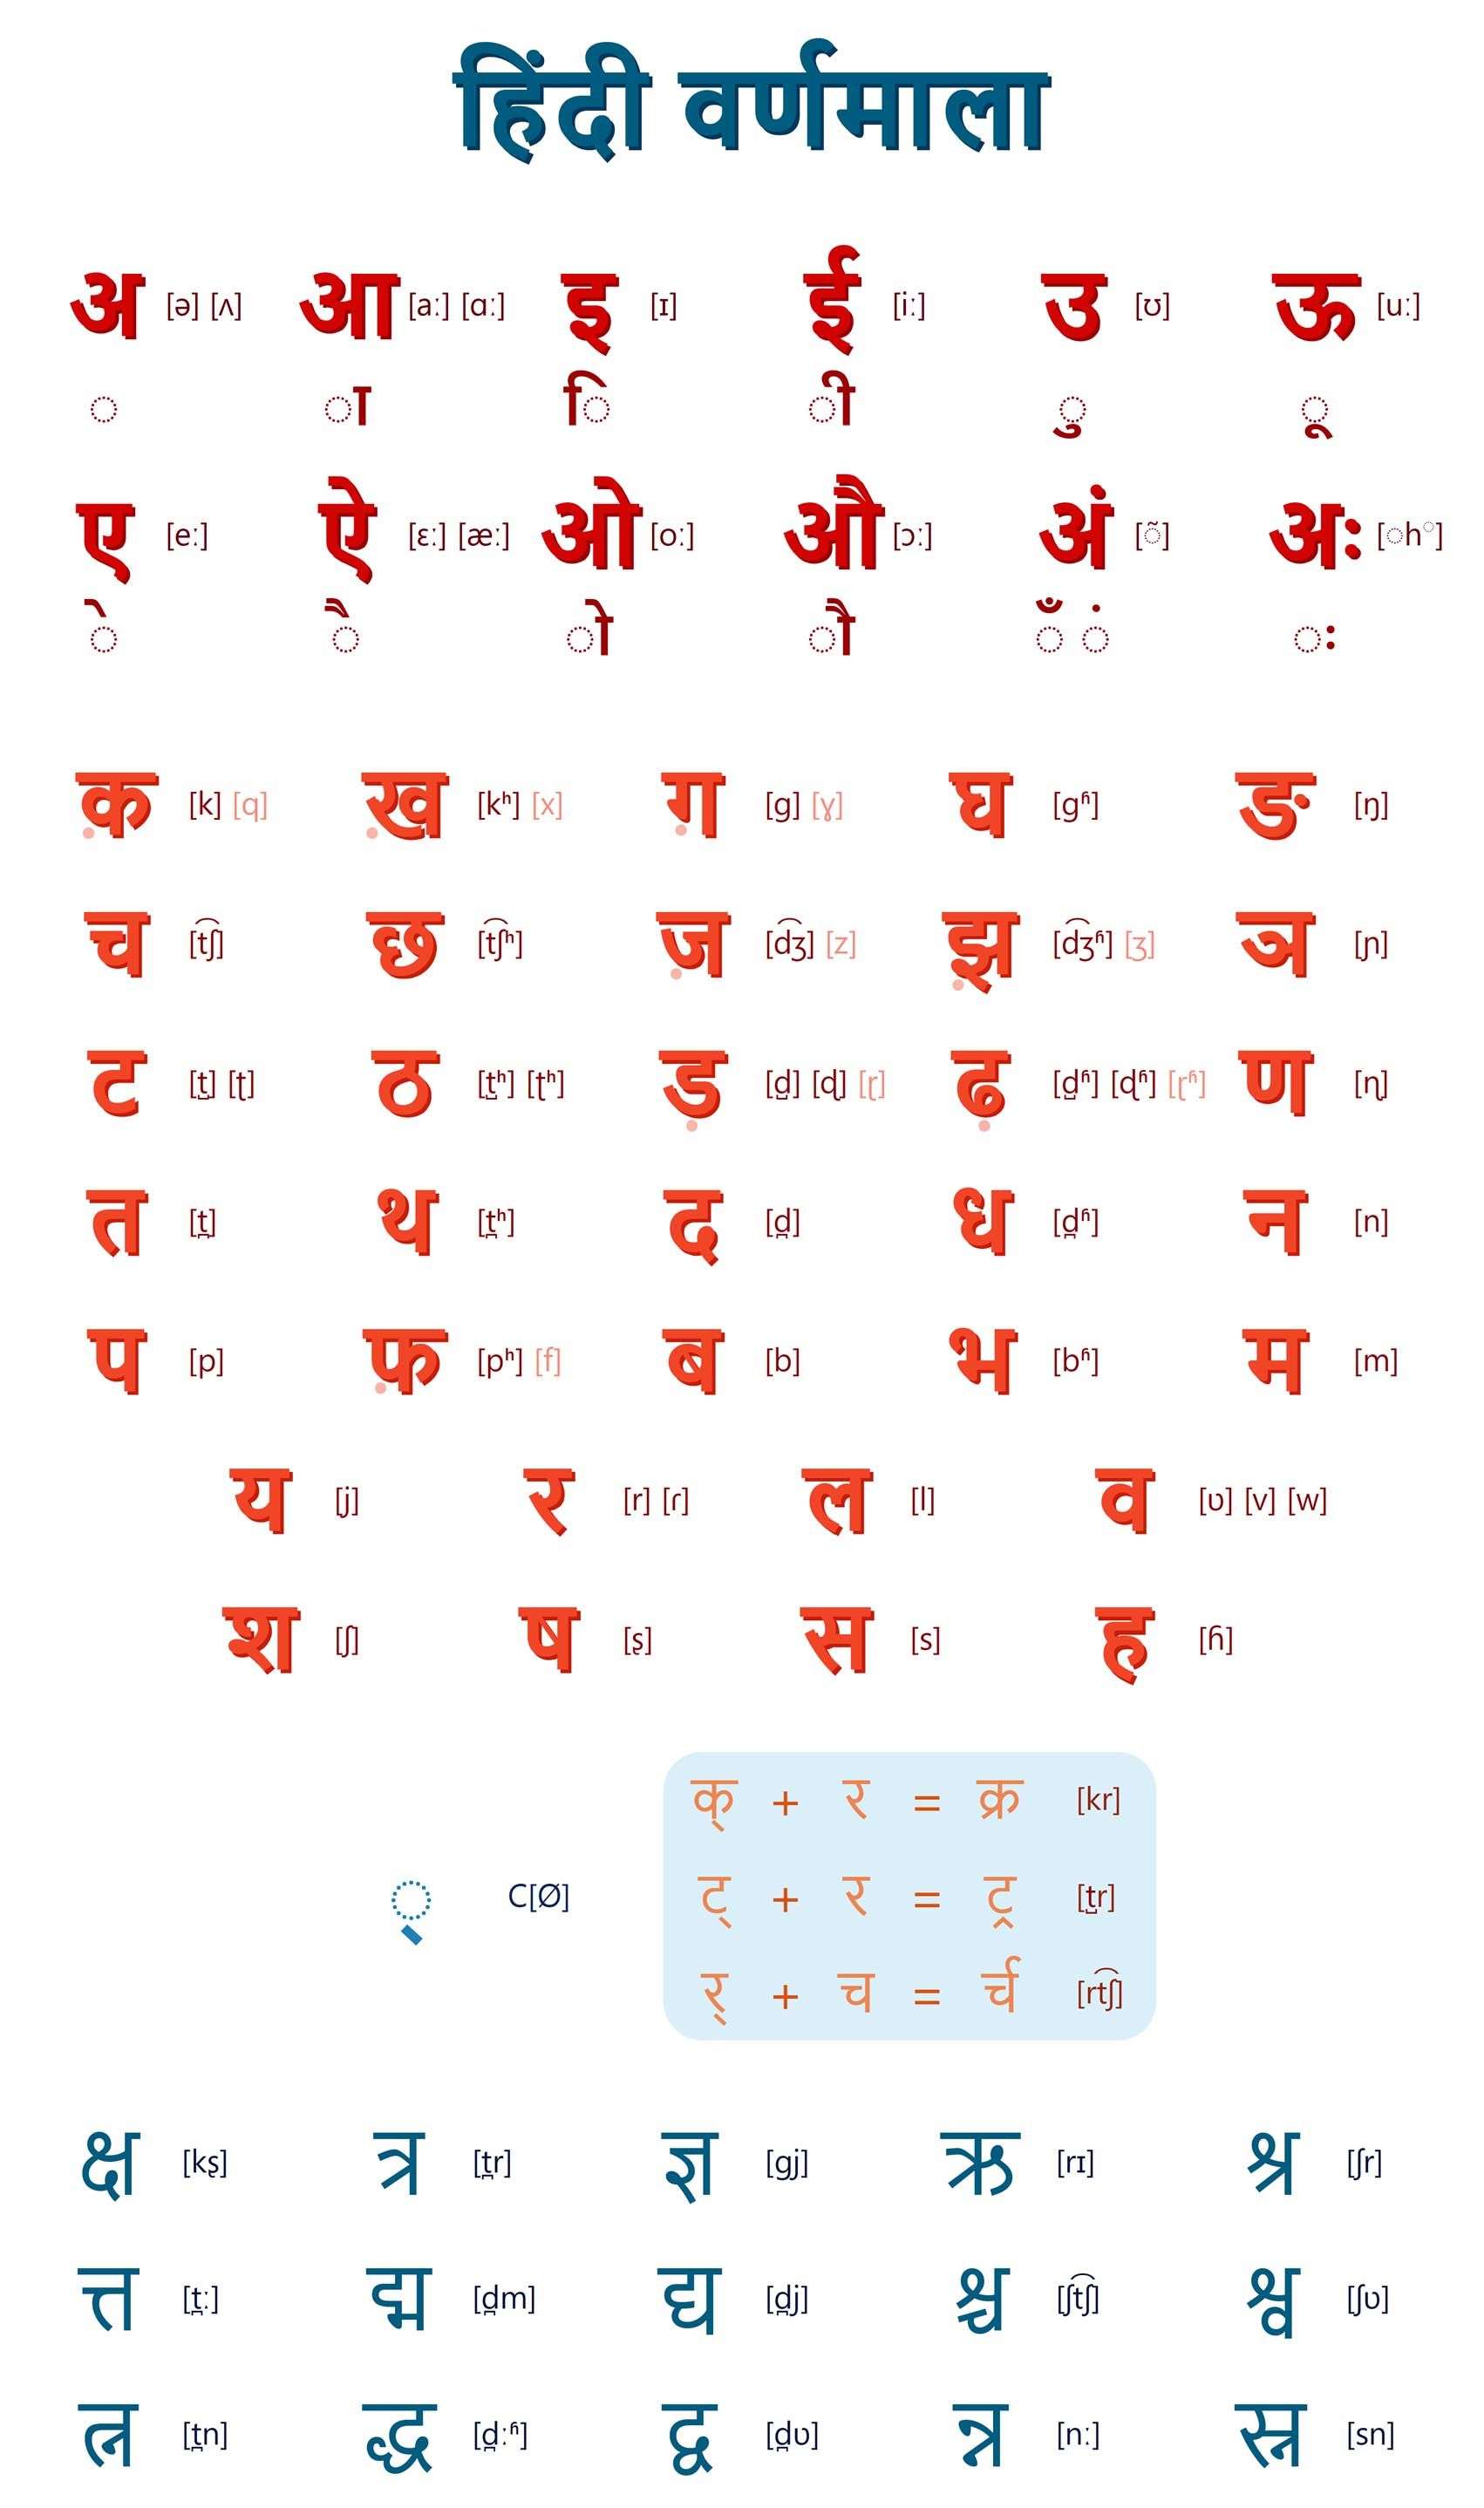 हिंदी वर्णमाला
अ [ə] [ʌ] आ [aː] [ɑː] इ [ɪ] ई [iː] उ [ʊ] ऊ [uː]
◌ ◌ा ◌ि ◌ी ◌ु ◌ू
ए [eː] ऐ [ɛː] [æː] ओ [oː] औ [ɔː] अं [◌̃] अः [◌h◌]
◌े ◌ै ◌ो ◌ौ ◌ँ ◌ं ◌ः
क़ [k] [q] ख़ [kʰ] [x] ग़ [g] [ɣ] घ [gʱ] ङ [ŋ]
च [t͡ʃ] छ [t͡ʃʰ] ज़ [d͡ʒ] [z] झ़ [d͡ʒʱ] [ʒ] ञ [ɲ]
ट [t̺] [ʈ] ठ [t̺ʰ] [ʈʰ] ड़ [d̺] [ɖ] [ɽ] ढ़ [d̺ʱ] [ɖʱ] [ɽʱ] ण [ɳ]
त [t̪] थ [t̪ʰ] द [d̪] ध [d̪ʱ] न [n]
प [p] फ़ [pʰ] [f] ब [b] भ [bʱ] म [m]
य [j] र [r] [ɾ] ल [l] व [ʋ] [v] [w]
श [ʃ] ष [ʂ] स [s] ह [ɦ]
क् + र = क्र [kr]
◌् C[Ø] ट् + र = ट्र [t̺r]
र् + च = र्च [rt͡ʃ]
क्ष [kʂ] त्र [t̪r] ज्ञ [gj] ऋ [rɪ] श्र [ʃr]
त्त [t̪ː] द्म [d̪m] द्य [d̪j] श्च [ʃt͡ʃ] श्व [ʃʋ]
त्न [t̪n] द्ध [d̪ːʱ] द्व [d̪ʋ] न्न [nː] स्न [sn]